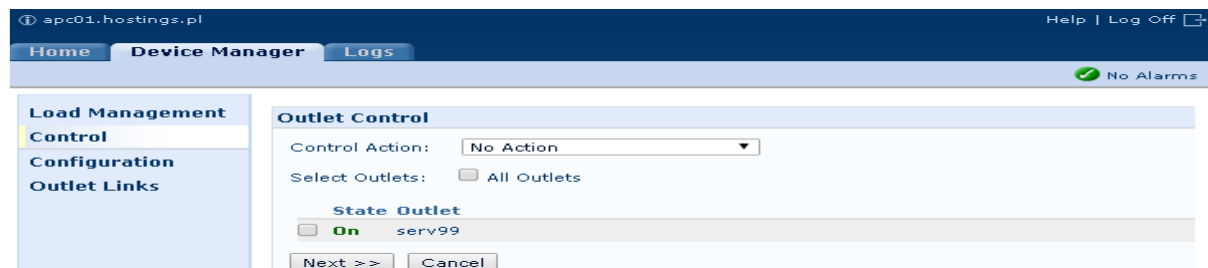 apc01.hostings.pl
Help | Log Off
Home Device Manager Logs
No Alarms
Load Management
Control
Configuration
Outlet Links
Outlet Control
Control Action: No Action
Select Outlets: All Outlets
State Outlet
On serv99
Next >> Cancel